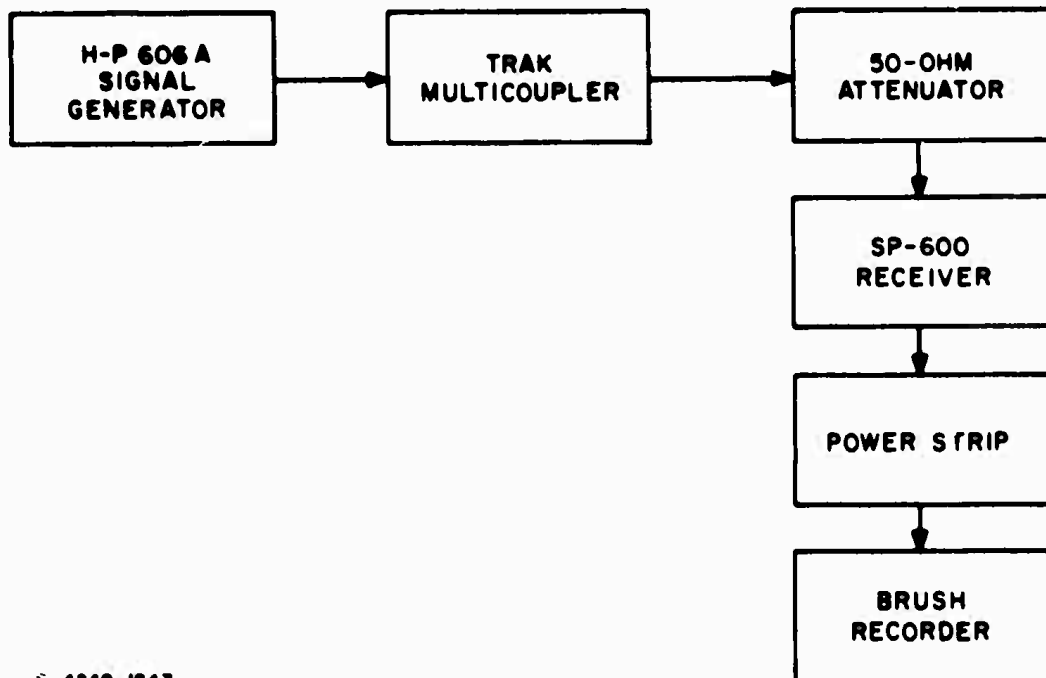 H-P 606A
SIGNAL
GENERATOR
TRAK
MULTICOUPLER
50-OHM
ATTENUATOR
SP-600
RECEIVER
POWER STRIP
BRUSH
RECORDER